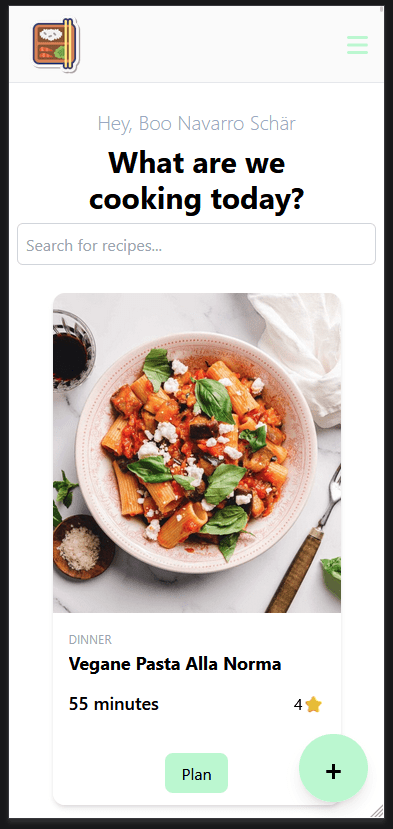 Hey, Boo Navarro Schär
What are we
cooking today?
Search for recipes...
DINNER
Vegane Pasta Alla Norma
55 minutes
4
Plan
+